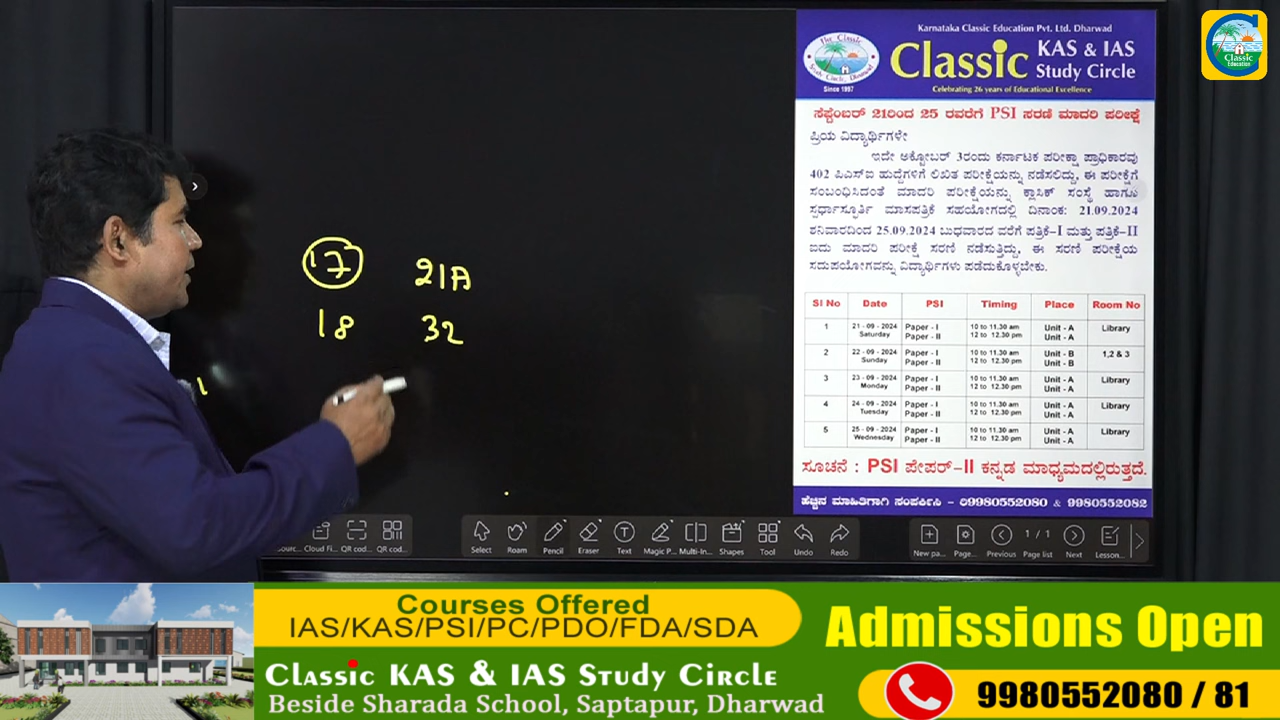 Karnataka Classic Education Pvt. Ltd. Dharwad
The Classic
Study Circle, Dharwad
Since 1997
Classic KAS & IAS Study Circle
Celebrating 26 years of Educational Excellence
Classic
Education
ಸೆಪ್ಟೆಂಬರ್ 21ರಿಂದ 25 ರವರೆಗೆ PSI ಸರಣಿ ಮಾದರಿ ಪರೀಕ್ಷೆ
ಪ್ರಿಯ ವಿದ್ಯಾರ್ಥಿಗಳೇ
ಇದೇ ಅಕ್ಟೋಬರ್ 3ರಂದು ಕರ್ನಾಟಕ ಪರೀಕ್ಷಾ ಪ್ರಾಧಿಕಾರವು
402 ಪಿಎಸ್‌ಐ ಹುದ್ದೆಗಳಿಗೆ ಲಿಖಿತ ಪರೀಕ್ಷೆಯನ್ನು ನಡೆಸಲಿದ್ದು, ಈ ಪರೀಕ್ಷೆಗೆ
ಸಂಬಂಧಿಸಿದಂತೆ ಮಾದರಿ ಪರೀಕ್ಷೆಯನ್ನು ಕ್ಲಾಸಿಕ್ ಸಂಸ್ಥೆ ಹಾಗೂ
ಸ್ಪರ್ಧಾಸ್ಫೂರ್ತಿ ಮಾಸಪತ್ರಿಕೆ ಸಹಯೋಗದಲ್ಲಿ ದಿನಾಂಕ: 21.09.2024
ಶನಿವಾರದಿಂದ 25.09.2024 ಬುಧವಾರದ ವರೆಗೆ ಪತ್ರಿಕೆ-I ಮತ್ತು ಪತ್ರಿಕೆ-II
ಐದು ಮಾದರಿ ಪರೀಕ್ಷೆ ಸರಣಿ ನಡೆಸುತ್ತಿದ್ದು, ಈ ಸರಣಿ ಪರೀಕ್ಷೆಯ
ಸದುಪಯೋಗವನ್ನು ವಿದ್ಯಾರ್ಥಿಗಳು ಪಡೆದುಕೊಳ್ಳಬೇಕು.
Sl No Date PSI Timing Place Room No
1 21 - 09 - 2024 Saturday Paper - I Paper - II 10 to 11.30 am 12 to 12.30 pm Unit - A Unit - A Library
2 22 - 09 - 2024 Sunday Paper - I Paper - II 10 to 11.30 am 12 to 12.30 pm Unit - B Unit - B 1,2 & 3
3 23 - 09 - 2024 Monday Paper - I Paper - II 10 to 11.30 am 12 to 12.30 pm Unit - A Unit - A Library
4 24 - 09 - 2024 Tuesday Paper - I Paper - II 10 to 11.30 am 12 to 12.30 pm Unit - A Unit - A Library
5 25 - 09 - 2024 Wednesday Paper - I Paper - II 10 to 11.30 am 12 to 12.30 pm Unit - A Unit - A Library
ಸೂಚನೆ : PSI ಪೇಪರ್-II ಕನ್ನಡ ಮಾಧ್ಯಮದಲ್ಲಿರುತ್ತದೆ.
ಹೆಚ್ಚಿನ ಮಾಹಿತಿಗಾಗಿ ಸಂಪರ್ಕಿಸಿ - 9980552080 & 9980552082
17 21A
18 32
Cloud Fi... QR cod... QR cod... Select Roam Pencil Eraser Text Magic P... Multi-In... Shapes Tool Undo Redo New pa... Page... Previous 1 / 1 Page list Next Lesson...
Courses Offered
IAS/KAS/PSI/PC/PDO/FDA/SDA
Classic KAS & IAS Study Circle
Beside Sharada School, Saptapur, Dharwad
Admissions Open
9980552080 / 81